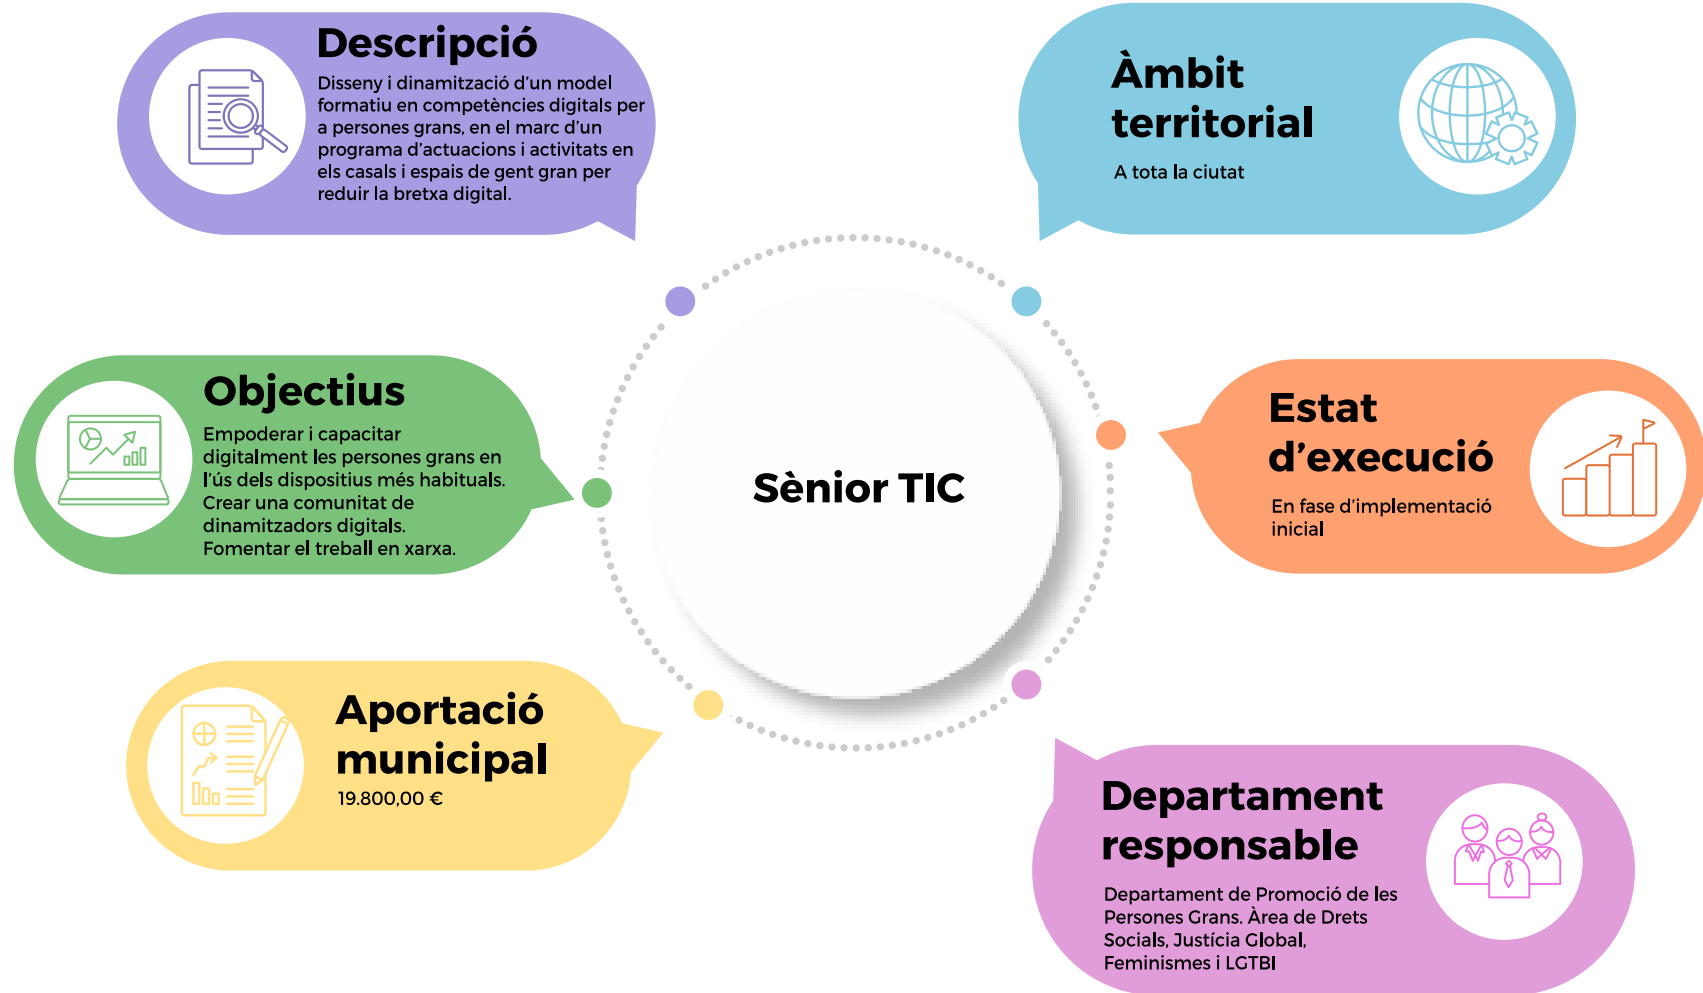 Descripció
Disseny i dinamització d’un model
formatiu en competències digitals per
a persones grans, en el marc d’un
programa d’actuacions i activitats en
els casals i espais de gent gran per
reduir la bretxa digital.
Àmbit
territorial
A tota la ciutat
Objectius
Empoderar i capacitar
digitalment les persones grans en
l’ús dels dispositius més habituals.
Crear una comunitat de
dinamitzadors digitals.
Fomentar el treball en xarxa.
Sènior TIC
Estat
d’execució
En fase d’implementació
inicial
Aportació
municipal
19.800,00 €
Departament
responsable
Departament de Promoció de les
Persones Grans. Àrea de Drets
Socials, Justícia Global,
Feminismes i LGTBI